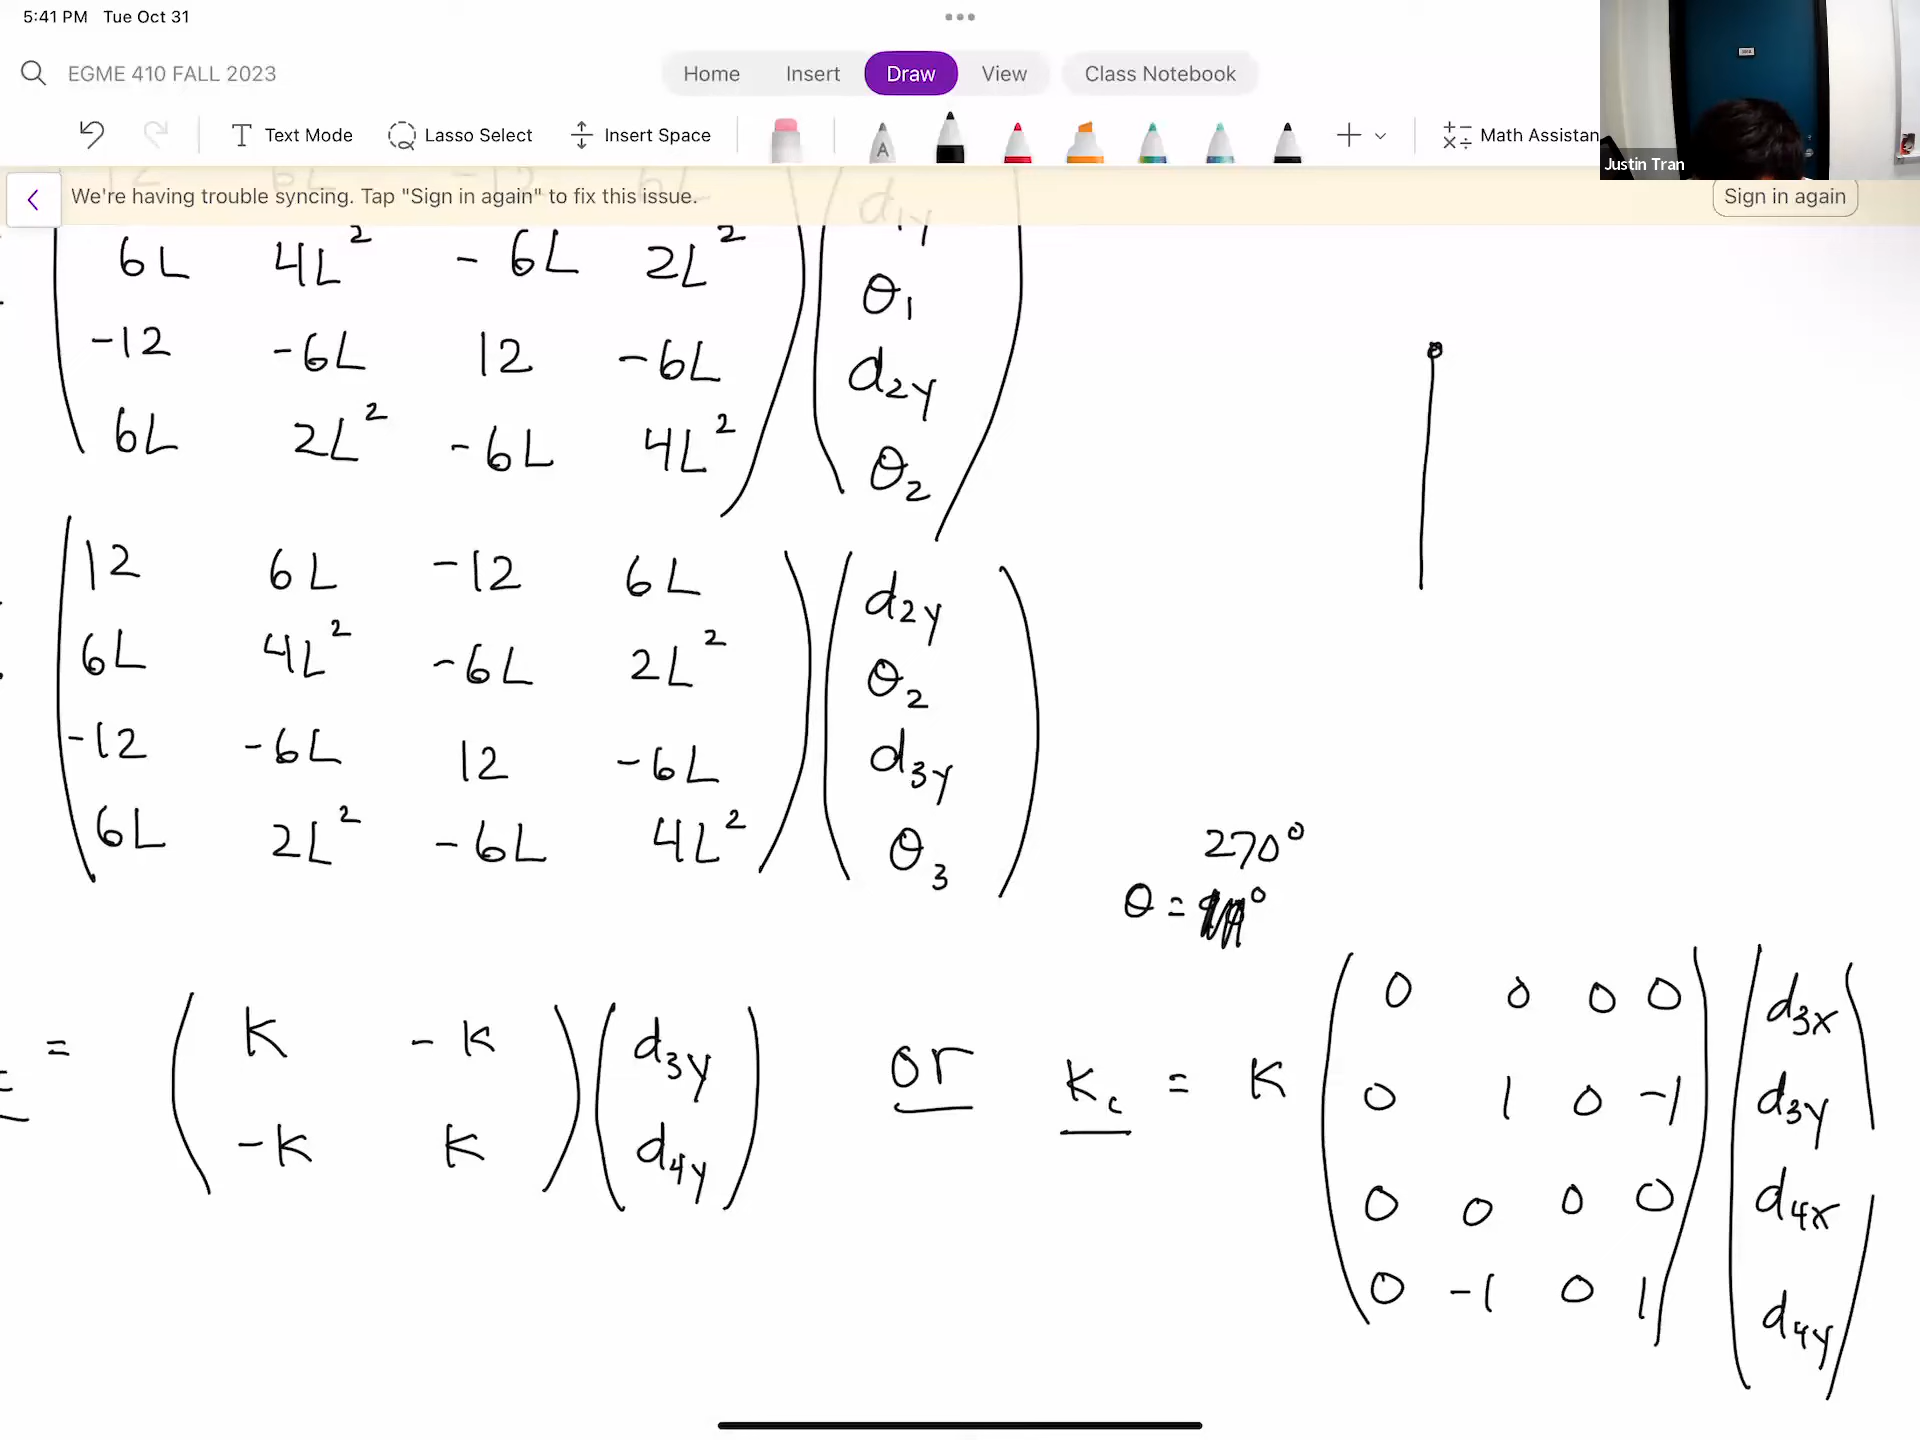 5:41 PM Tue Oct 31
EGME 410 FALL 2023
Home Insert Draw View Class Notebook
Text Mode Lasso Select Insert Space A Math Assistan
Justin Tran
We're having trouble syncing. Tap "Sign in again" to fix this issue. Sign in again
12 6L -12 6L d1y
6L 4L² -6L 2L² θ1
-12 -6L 12 -6L d2y
6L 2L² -6L 4L² θ2
12 6L -12 6L d2y
6L 4L² -6L 2L² θ2
-12 -6L 12 -6L d3y
6L 2L² -6L 4L² θ3
270°
θ = °
= K -K d3y
-K K d4y
or
Kc = K
0 0 0 0 d3x
0 1 0 -1 d3y
0 0 0 0 d4x
0 -1 0 1 d4y